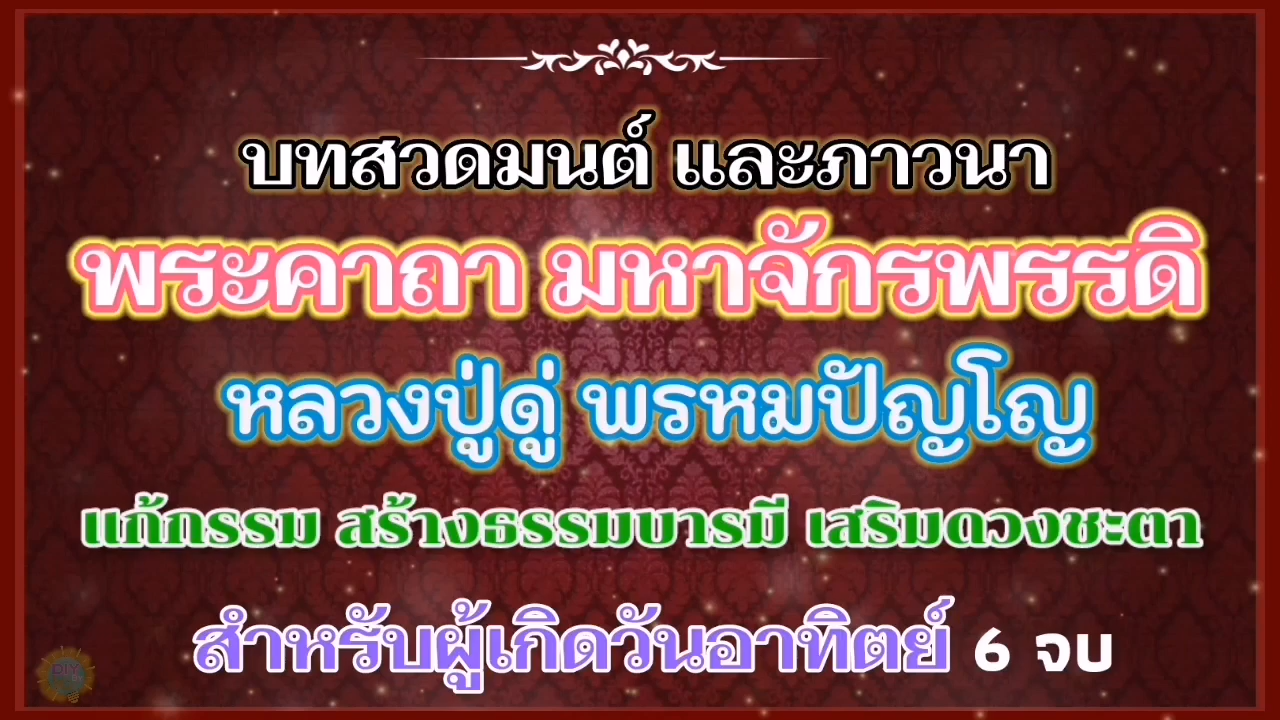 บทสวดมนต์ และภาวนา
พระคาถา มหาจักรพรรดิ
หลวงปู่ดู่ พรหมปัญโญ
แก้กรรม สร้างธรรมบารมี เสริมดวงชะตา
สำหรับผู้เกิดวันอาทิตย์ 6 จบ
DIY